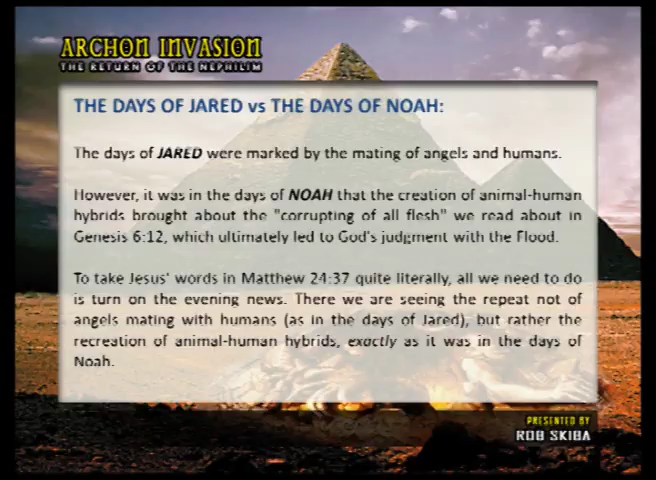 ARCHON INVASION
THE RETURN OF THE NEPHILIM
THE DAYS OF JARED vs THE DAYS OF NOAH:
The days of JARED were marked by the mating of angels and humans.
However, it was in the days of NOAH that the creation of animal-human
hybrids brought about the "corrupting of all flesh" we read about in
Genesis 6:12, which ultimately led to God's judgment with the Flood.
To take Jesus' words in Matthew 24:37 quite literally, all we need to do
is turn on the evening news. There we are seeing the repeat not of
angels mating with humans (as in the days of Jared), but rather the
recreation of animal-human hybrids, exactly as it was in the days of
Noah.
PRESENTED BY
ROB SKIBA